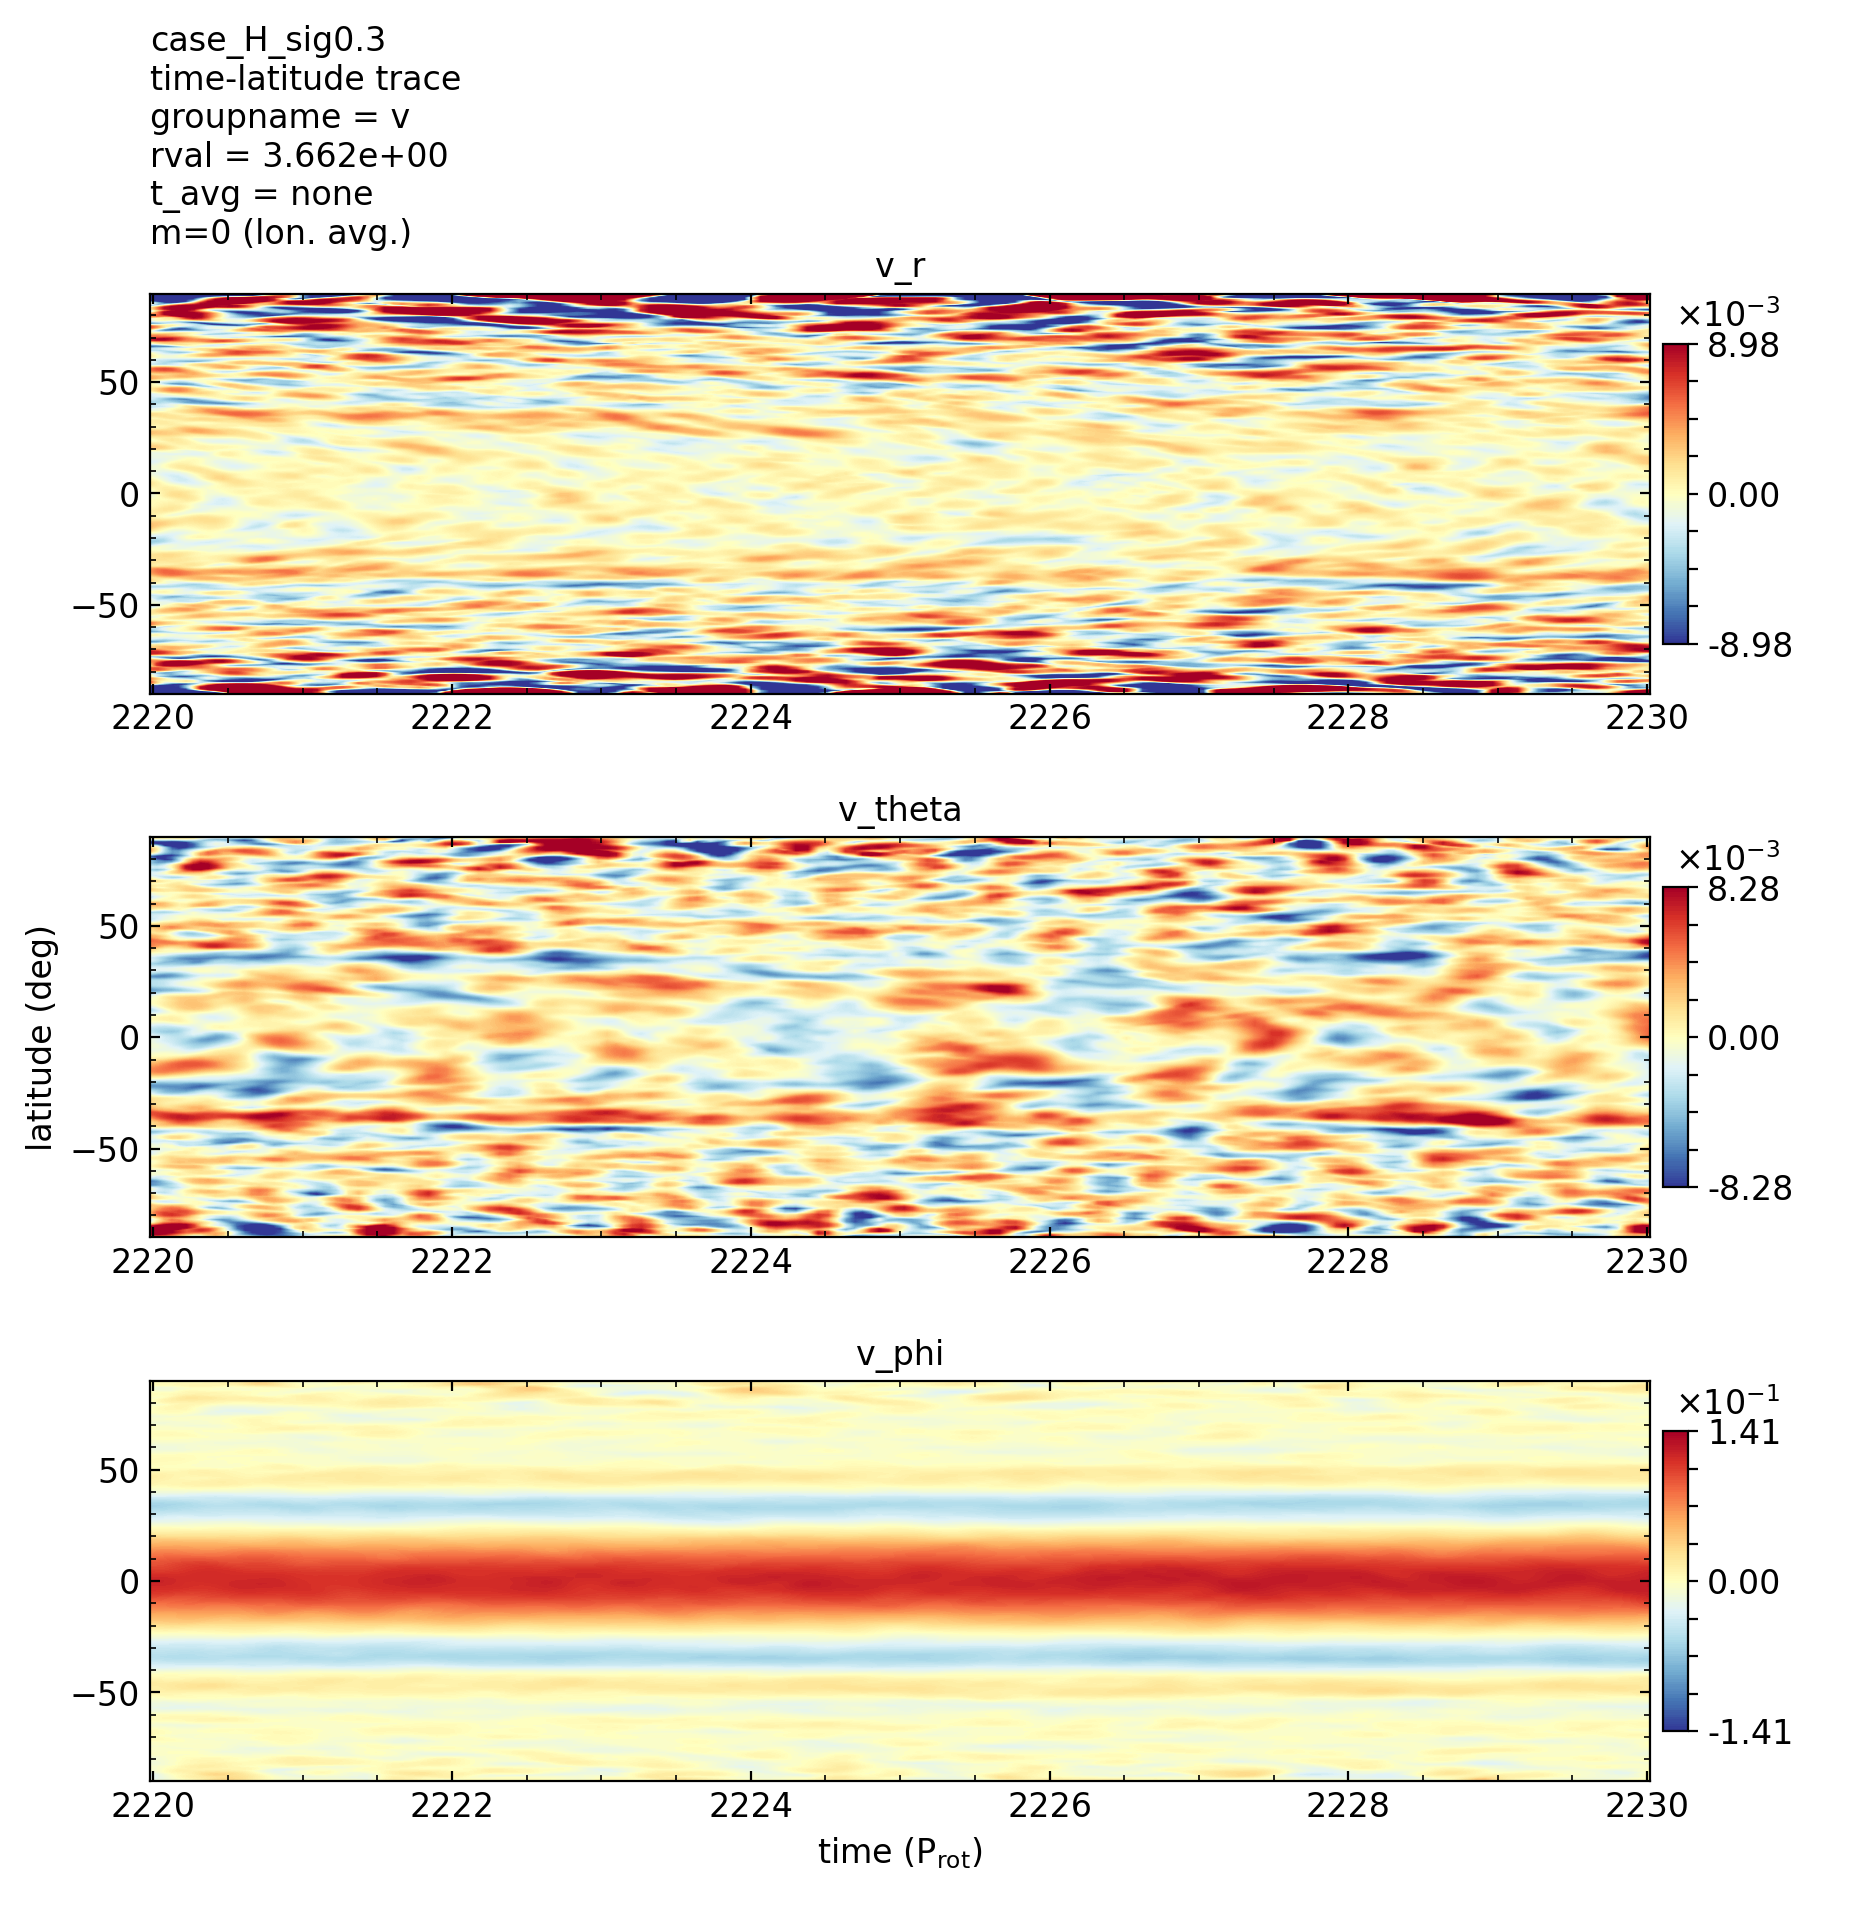 case_H_sig0.3
time-latitude trace
groupname = v
rval = 3.662e+00
t_avg = none
m=0 (lon. avg.)
v_r
×10⁻³
8.98
0.00
-8.98
50
0
−50
2220 2222 2224 2226 2228 2230
v_theta
×10⁻³
8.28
0.00
-8.28
latitude (deg)
50
0
−50
2220 2222 2224 2226 2228 2230
v_phi
×10⁻¹
1.41
0.00
-1.41
50
0
−50
2220 2222 2224 2226 2228 2230
time (P_rot)